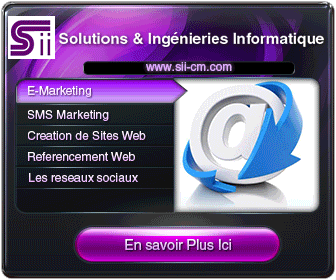 Sii Solutions & Ingénieries Informatique
www.sii-cm.com
E-Marketing
SMS Marketing
Creation de Sites Web
Referencement Web
Les reseaux sociaux
@
En savoir Plus Ici